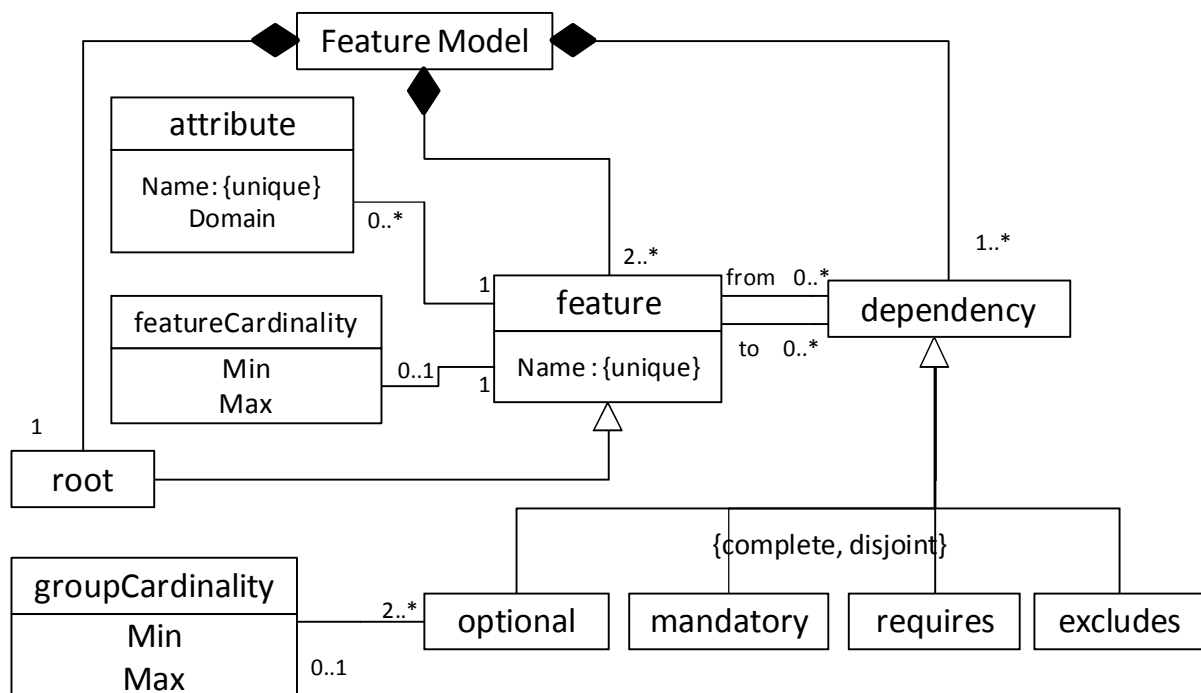 Feature Model
attribute
Name: {unique}
Domain
0..*
2..*
1..*
1
feature
from 0..*
dependency
featureCardinality
Min
Max
0..1
1
Name : {unique}
to 0..*
1
root
{complete, disjoint}
groupCardinality
Min
Max
2..*
0..1
optional
mandatory
requires
excludes